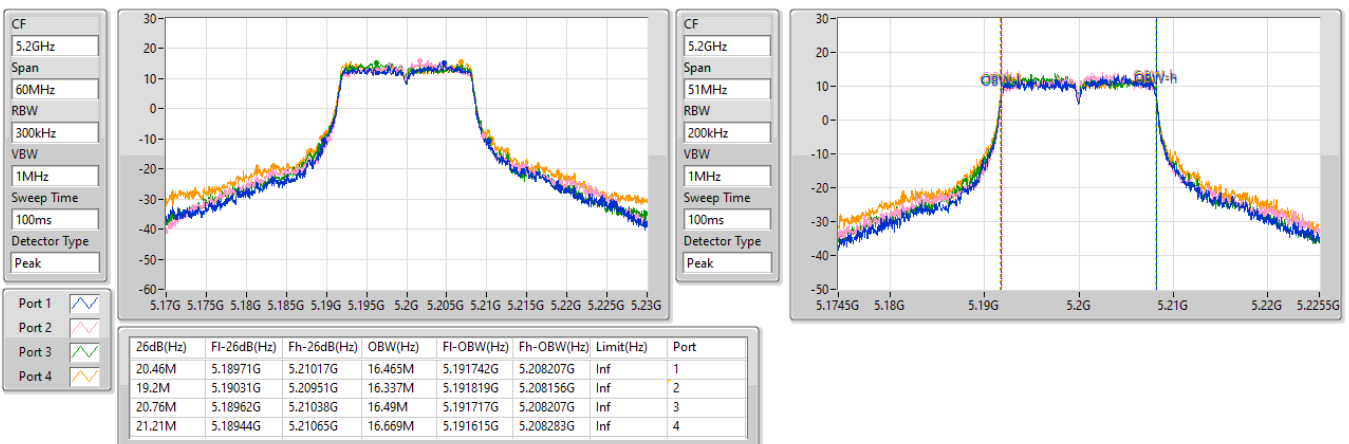 CF
5.2GHz
Span
60MHz
RBW
300kHz
VBW
1MHz
Sweep Time
100ms
Detector Type
Peak
30
20
10
0
-10
-20
-30
-40
-50
-60
5.17G 5.175G 5.18G 5.185G 5.19G 5.195G 5.2G 5.205G 5.21G 5.215G 5.22G 5.225G 5.23G
CF
5.2GHz
Span
51MHz
RBW
200kHz
VBW
1MHz
Sweep Time
100ms
Detector Type
Peak
30
20
10
0
-10
-20
-30
-40
-50
OBW-h
5.1745G 5.18G 5.19G 5.2G 5.21G 5.22G 5.2255G
Port 1
Port 2
Port 3
Port 4
26dB(Hz) Fl-26dB(Hz) Fh-26dB(Hz) OBW(Hz) Fl-OBW(Hz) Fh-OBW(Hz) Limit(Hz) Port
20.46M 5.18971G 5.21017G 16.465M 5.191742G 5.208207G Inf 1
19.2M 5.19031G 5.20951G 16.337M 5.191819G 5.208156G Inf 2
20.76M 5.18962G 5.21038G 16.49M 5.191717G 5.208207G Inf 3
21.21M 5.18944G 5.21065G 16.669M 5.191615G 5.208283G Inf 4